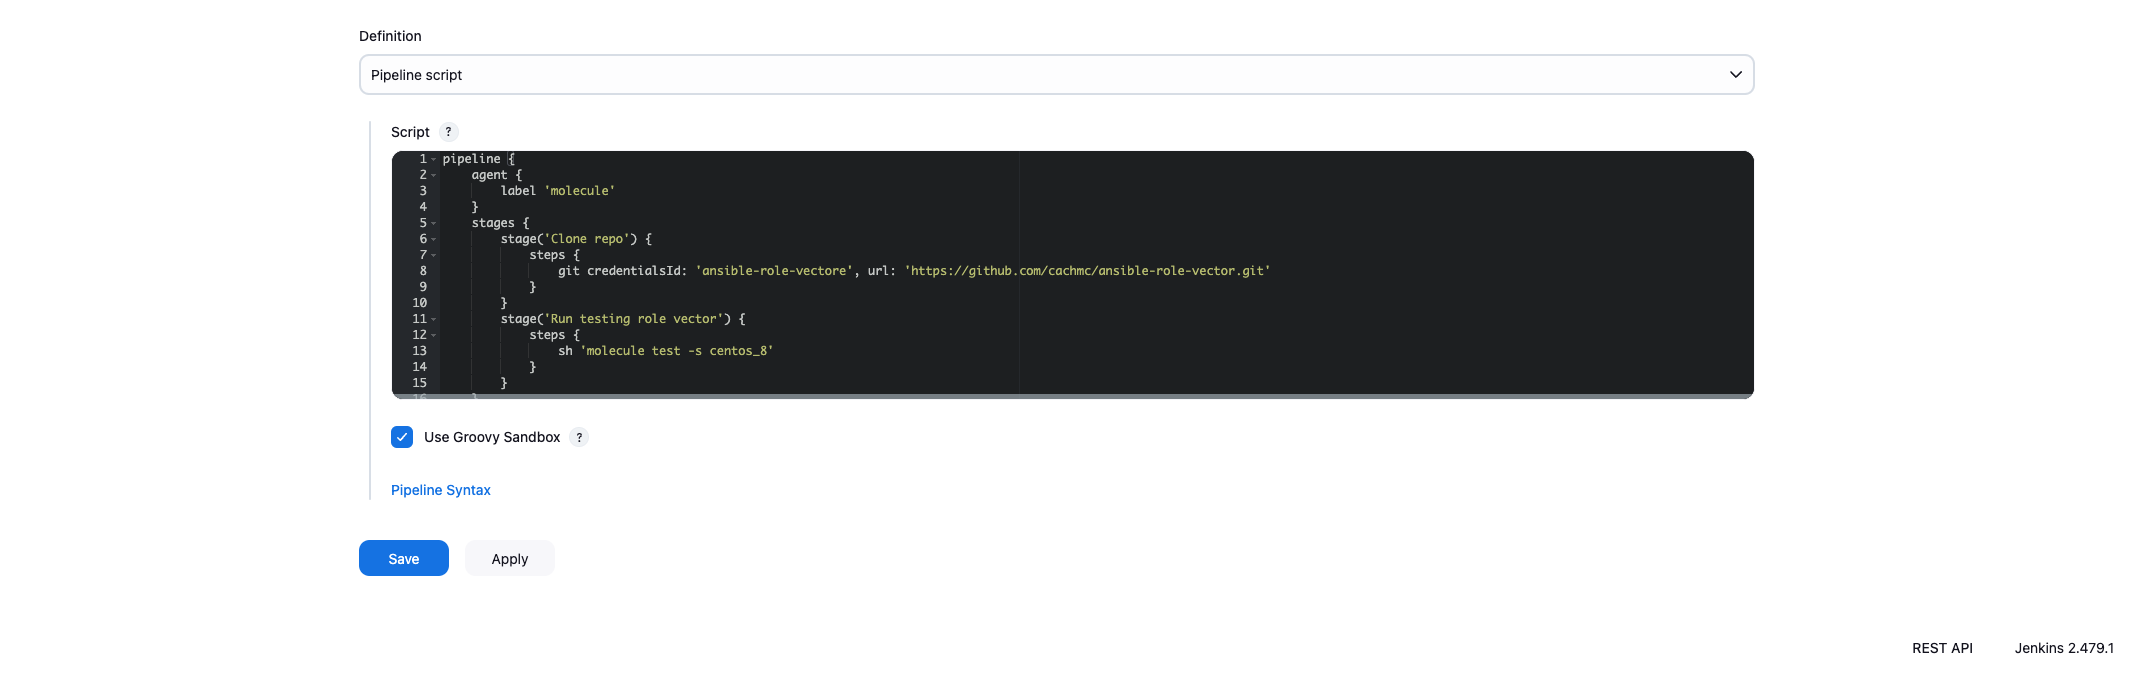 Definition
Pipeline script
Script ?
1 pipeline {
2 agent {
3 label 'molecule'
4 }
5 stages {
6 stage('Clone repo') {
7 steps {
8 git credentialsId: 'ansible-role-vectore', url: 'https://github.com/cachmc/ansible-role-vector.git'
9 }
10 }
11 stage('Run testing role vector') {
12 steps {
13 sh 'molecule test -s centos_8'
14 }
15 }
16 }
Use Groovy Sandbox ?
Pipeline Syntax
Save Apply
REST API Jenkins 2.479.1